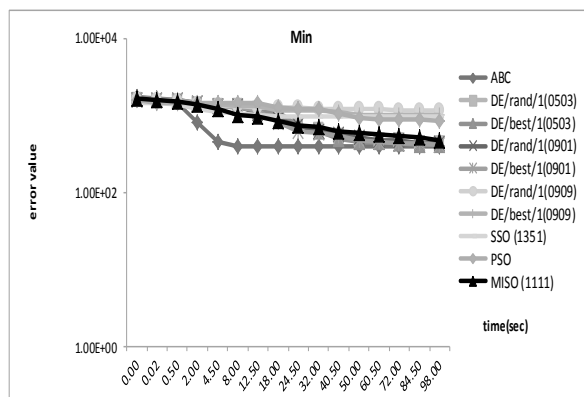 Min
1.00E+04
1.00E+02
1.00E+00
error value
0.00
0.02
0.50
2.00
4.50
8.00
12.50
18.00
24.50
32.00
40.50
50.00
60.50
72.00
84.50
98.00
time(sec)
ABC
DE/rand/1(0503)
DE/best/1(0503)
DE/rand/1(0901)
DE/best/1(0901)
DE/rand/1(0909)
DE/best/1(0909)
SSO (1351)
PSO
MISO (1111)